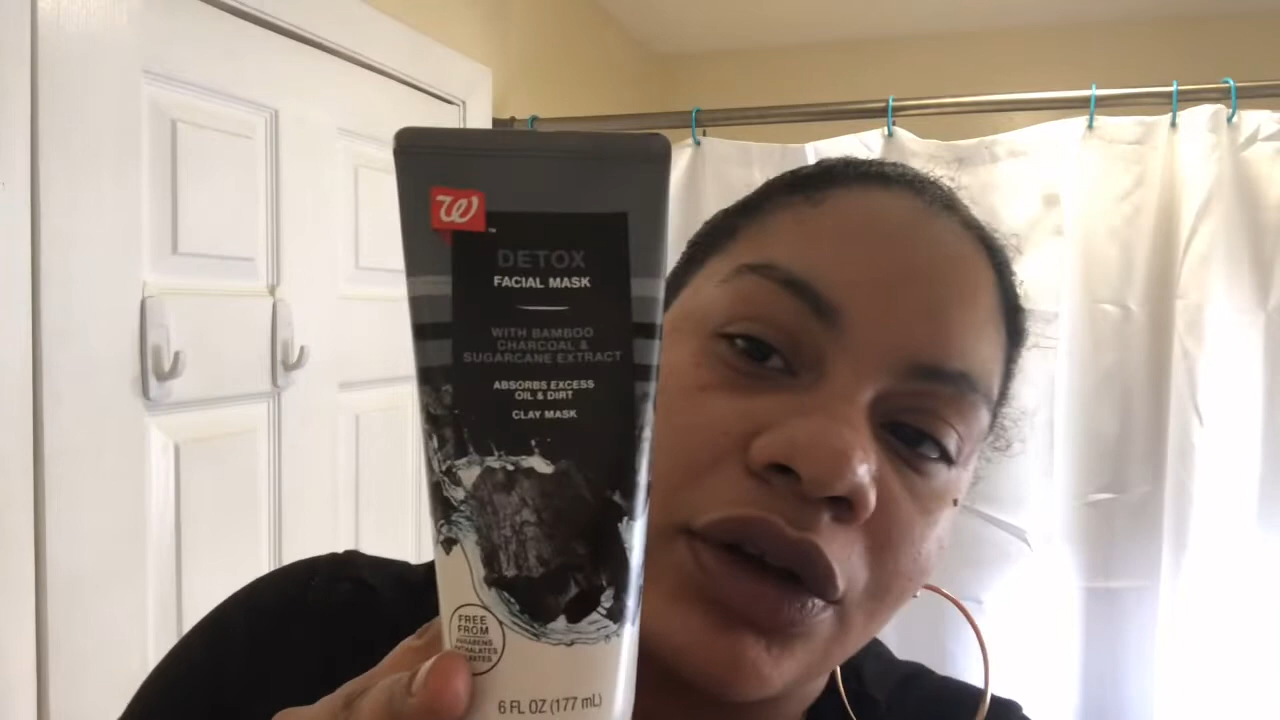 W
DETOX
FACIAL MASK
WITH BAMBOO
CHARCOAL &
SUGARCANE EXTRACT
ABSORBS EXCESS
OIL & DIRT
CLAY MASK
FREE
FROM
PARABENS
6 FL OZ (177 mL)